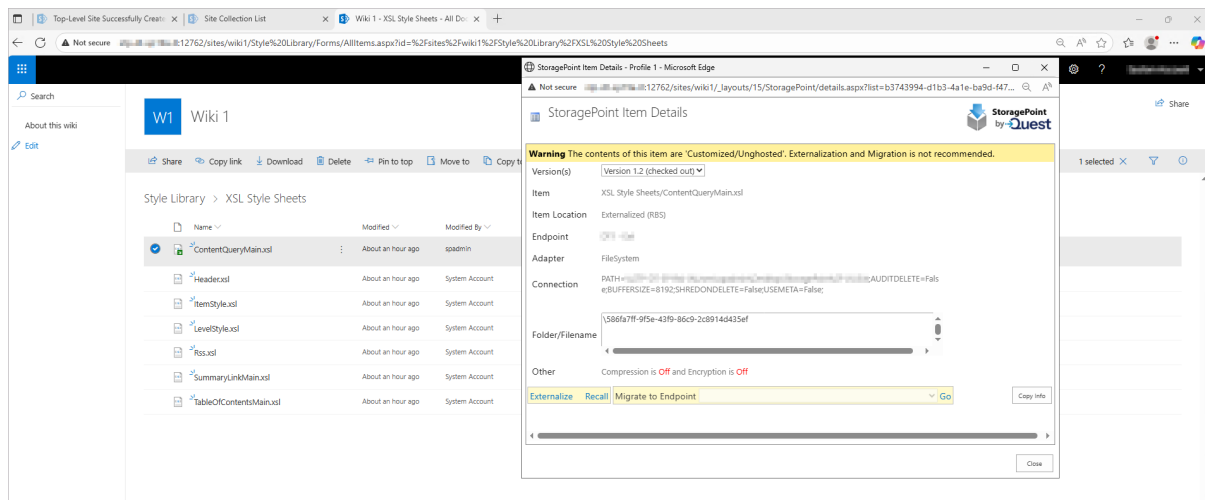 Top-Level Site Successfully Create
Site Collection List
Wiki 1 - XSL Style Sheets - All Doc
Not secure
:12762/sites/wiki1/Style%20Library/Forms/AllItems.aspx?id=%2Fsites%2Fwiki1%2FStyle%20Library%2FXSL%20Style%20Sheets
Search
About this wiki
Edit
W1
Wiki 1
Share
Share
Copy link
Download
Delete
Pin to top
Move to
Copy t
1 selected
Style Library > XSL Style Sheets
Name
Modified
Modified By
ContentQueryMain.xsl
About an hour ago
spadmin
Header.xsl
About an hour ago
System Account
ItemStyle.xsl
About an hour ago
System Account
LevelStyle.xsl
About an hour ago
System Account
Rss.xsl
About an hour ago
System Account
SummaryLinkMain.xsl
About an hour ago
System Account
TableOfContentsMain.xsl
About an hour ago
System Account
StoragePoint Item Details - Profile 1 - Microsoft Edge
Not secure
:12762/sites/wiki1/_layouts/15/StoragePoint/details.aspx?list=b3743994-d1b3-4a1e-ba9d-f47...
StoragePoint Item Details
StoragePoint
by Quest
Warning The contents of this item are 'Customized/Unghosted'. Externalization and Migration is not recommended.
Version(s)
Version 1.2 (checked out)
Item
XSL Style Sheets/ContentQueryMain.xsl
Item Location
Externalized (RBS)
Endpoint
Adapter
FileSystem
Connection
PATH=
;AUDITDELETE=Fals
e;BUFFERSIZE=8192;SHREDONDELETE=False;USEMETA=False;
Folder/Filename
\586fa7ff-9f5e-43f9-86c9-2c8914d435ef
Other
Compression is Off and Encryption is Off
Externalize
Recall
Migrate to Endpoint
Go
Copy info
Close